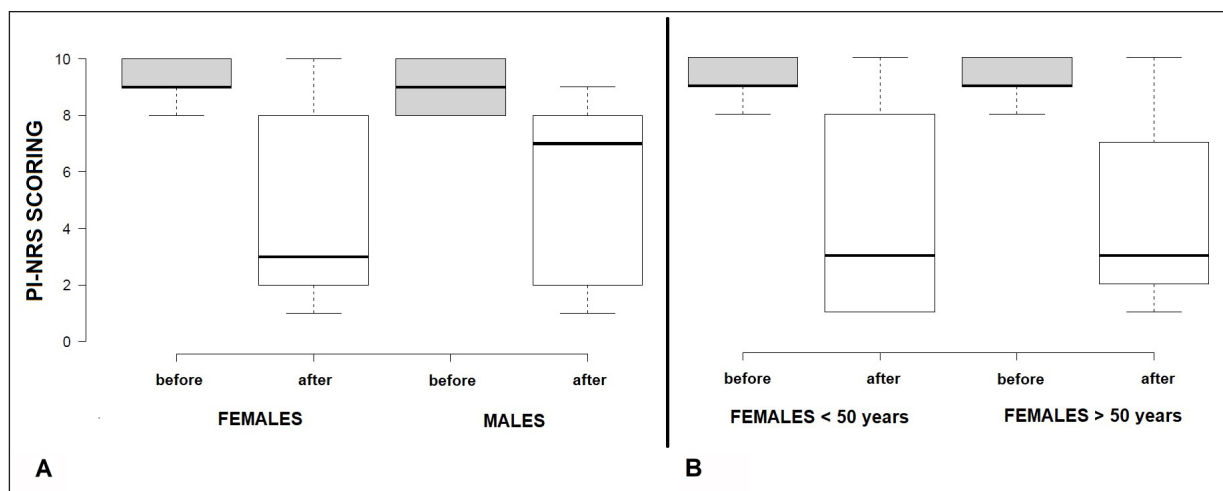 PI-NRS SCORING
10
8
6
4
2
0
before
after
before
after
FEMALES
MALES
A
before
after
before
after
FEMALES < 50 years
FEMALES > 50 years
B